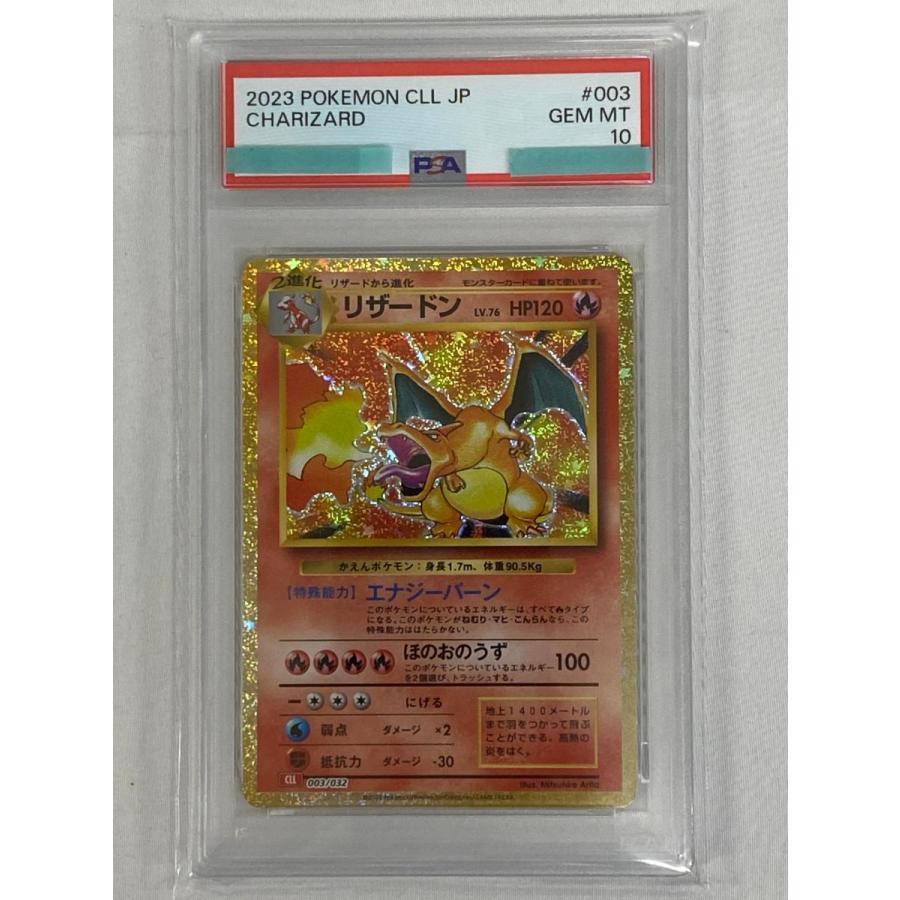 2023 POKEMON CLL JP #003
CHARIZARD GEM MT
10
PSA
2進化 リザードから進化 モンスターカードに重ねて使います。
リザードン LV.76 HP120
かえんポケモン：身長1.7m、体重90.5Kg
【特殊能力】エナジーバーン
このポケモンについているエネルギーは、すべてタイプ
になる。このポケモンがねむり・マヒ・こんらんなら、この
特殊能力ははたらかない。
ほのおのうず 100
このポケモンについているエネルギー
を2個選び、トラッシュする。
にげる
弱点 ダメージ ×2
抵抗力 ダメージ -30
地上1400メートル
まで羽をつかって飛ぶ
ことができる。高熱の
炎をはく。
CLL 003/032
Illus. Mitsuhiro Arita